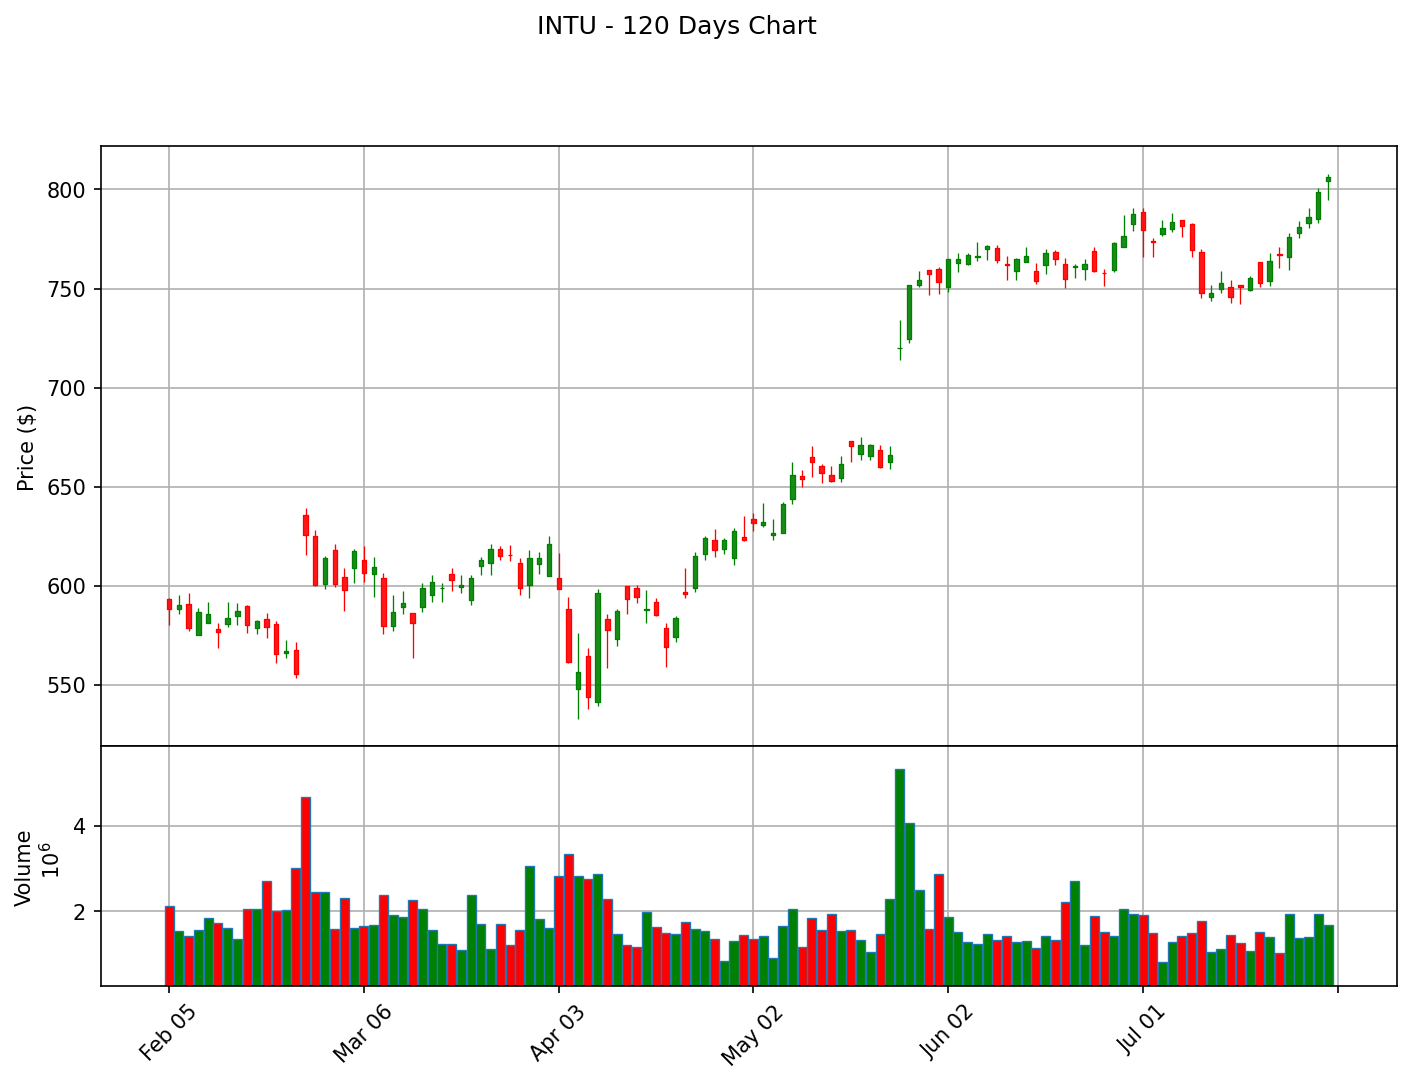 INTU - 120 Days Chart
800
750
700
650
600
550
Price ($)
4
2
Volume
10^6
Feb 05
Mar 06
Apr 03
May 02
Jun 02
Jul 01